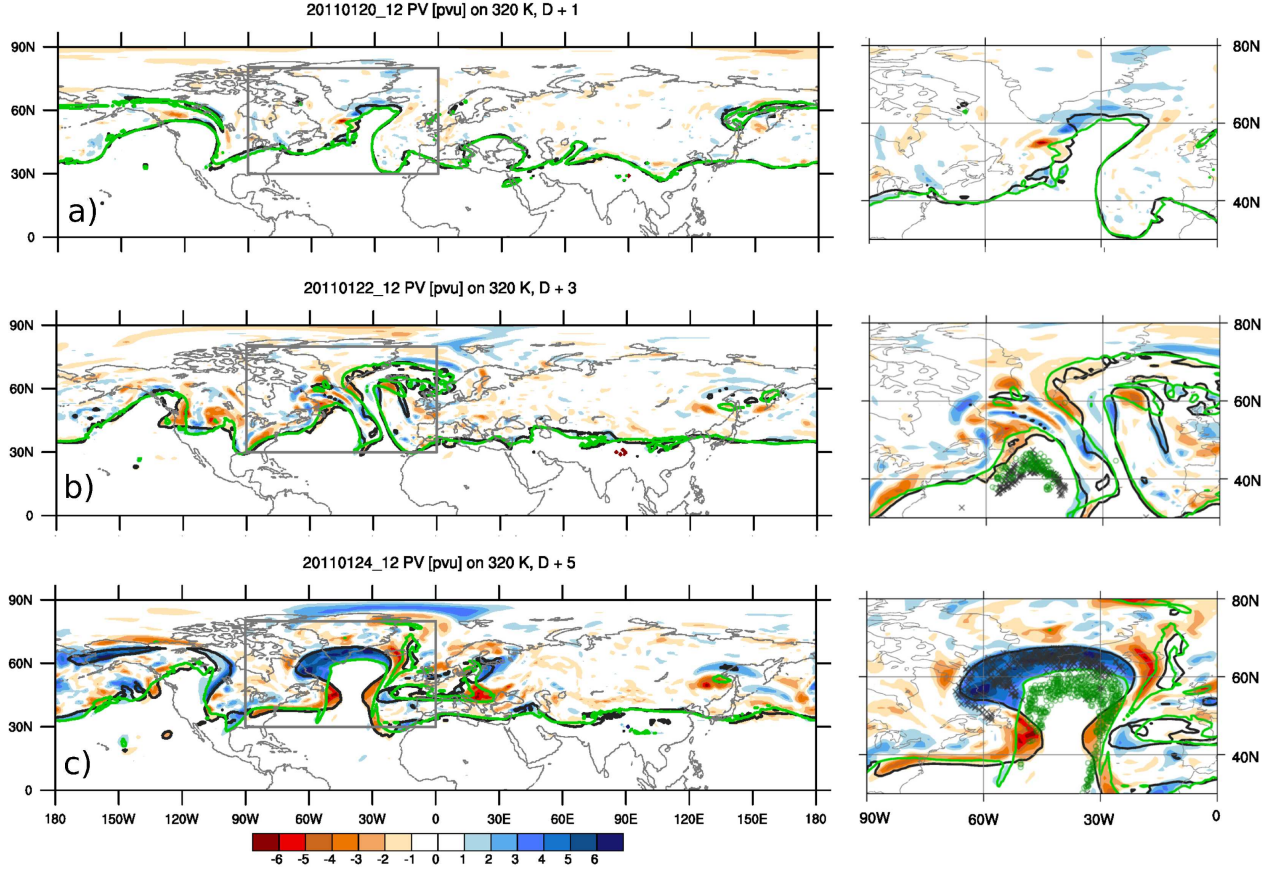 20110120_12 PV [pvu] on 320 K, D + 1
90N
60N
30N
0
a)
80N
60N
40N
20110122_12 PV [pvu] on 320 K, D + 3
90N
60N
30N
0
b)
80N
60N
40N
20110124_12 PV [pvu] on 320 K, D + 5
90N
60N
30N
0
c)
180 150W 120W 90W 60W 30W 0 30E 60E 90E 120E 150E 180
80N
60N
40N
90W 60W 30W 0
-6 -5 -4 -3 -2 -1 0 1 2 3 4 5 6